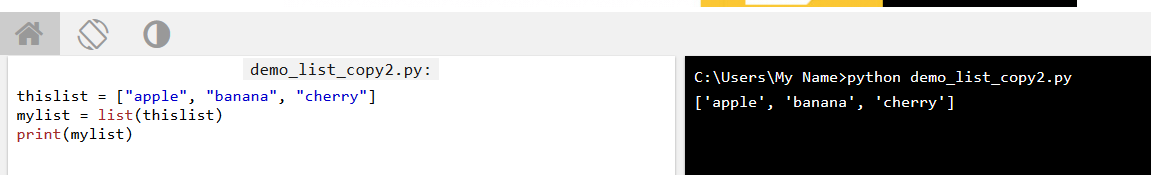 demo_list_copy2.py:
thislist = ["apple", "banana", "cherry"]
mylist = list(thislist)
print(mylist)
C:\Users\My Name>python demo_list_copy2.py
['apple', 'banana', 'cherry']